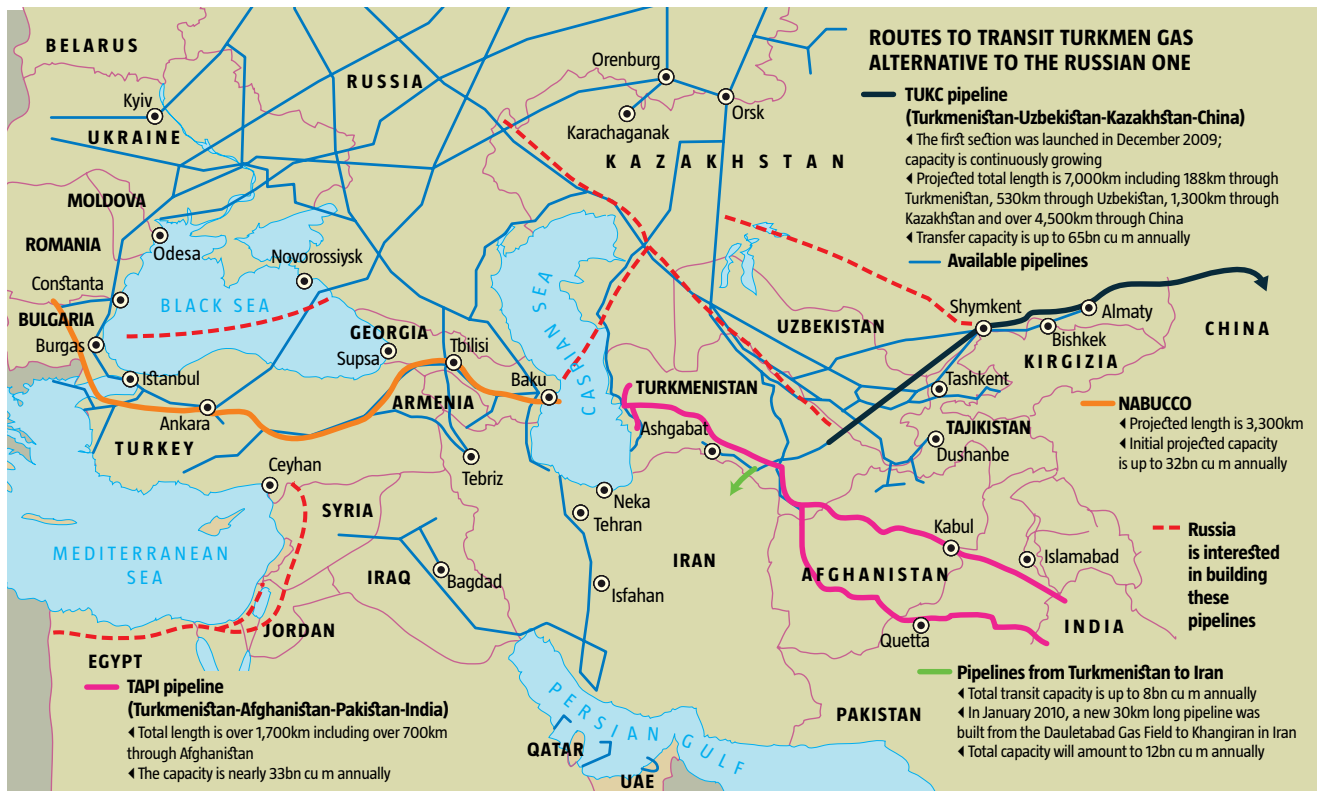 ROUTES TO TRANSIT TURKMEN GAS
ALTERNATIVE TO THE RUSSIAN ONE
TUKC pipeline
(Turkmenistan-Uzbekistan-Kazakhstan-China)
The first section was launched in December 2009;
capacity is continuously growing
Projected total length is 7,000km including 188km through
Turkmenistan, 530km through Uzbekistan, 1,300km through
Kazakhstan and over 4,500km through China
Transfer capacity is up to 65bn cu m annually
Available pipelines
BELARUS
RUSSIA
Orenburg
Kyiv
UKRAINE
Karachaganak
Orsk
KAZAKHSTAN
MOLDOVA
ROMANIA
Odesa
Novorossiysk
Constanta
BLACK SEA
BULGARIA
Burgas
GEORGIA
Supsa
Tbilisi
Istanbul
Baku
CASPIAN SEA
ARMENIA
Ankara
TURKEY
Tebriz
Ceyhan
SYRIA
Neka
Tehran
MEDITERRANEAN
SEA
IRAQ
Bagdad
Isfahan
IRAN
JORDAN
EGYPT
UZBEKISTAN
Shymkent
Almaty
Bishkek
KIRGIZIA
CHINA
TURKMENISTAN
Tashkent
Ashgabat
TAJIKISTAN
Dushanbe
Kabul
Islamabad
AFGHANISTAN
Quetta
INDIA
PAKISTAN
PERSIAN GULF
QATAR
UAE
NABUCCO
Projected length is 3,300km
Initial projected capacity
is up to 32bn cu m annually
Russia
is interested
in building
these
pipelines
Pipelines from Turkmenistan to Iran
Total transit capacity is up to 8bn cu m annually
In January 2010, a new 30km long pipeline was
built from the Dauletabad Gas Field to Khangiran in Iran
Total capacity will amount to 12bn cu m annually
TAPI pipeline
(Turkmenistan-Afghanistan-Pakistan-India)
Total length is over 1,700km including over 700km
through Afghanistan
The capacity is nearly 33bn cu m annually